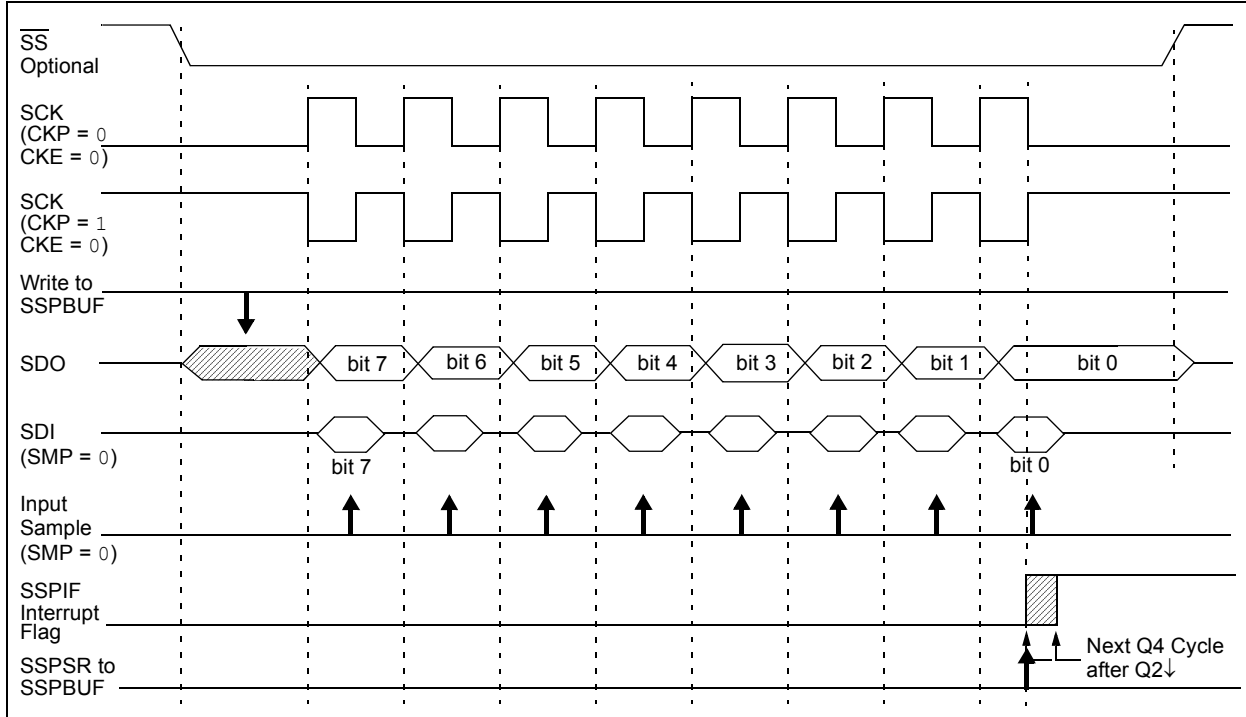 SS
Optional
SCK
(CKP = 0
CKE = 0)
SCK
(CKP = 1
CKE = 0)
Write to
SSPBUF
SDO
bit 7
bit 6
bit 5
bit 4
bit 3
bit 2
bit 1
bit 0
SDI
(SMP = 0)
bit 7
bit 0
Input
Sample
(SMP = 0)
SSPIF
Interrupt
Flag
Next Q4 Cycle
after Q2↓
SSPSR to
SSPBUF